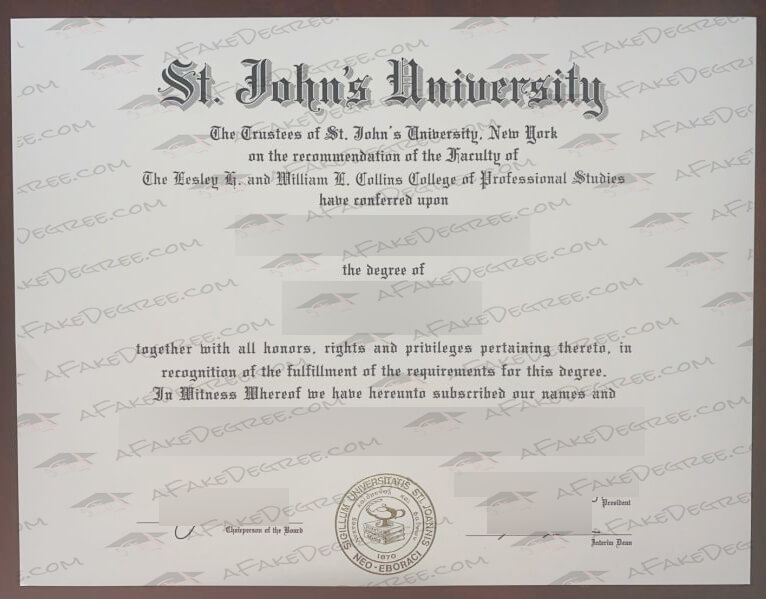 St. John's University
The Trustees of St. John's University, New York
on the recommendation of the Faculty of
The Lesley H. and William L. Collins College of Professional Studies
have conferred upon
the degree of
together with all honors, rights and privileges pertaining thereto, in
recognition of the fulfillment of the requirements for this degree.
In Witness Whereof we have hereunto subscribed our names and
President
Chairperson of the Board
Interim Dean
SIGILLUM UNIVERSITATIS STI JOANNIS
NEO-EBORACI
1870
AFakeDegree.com